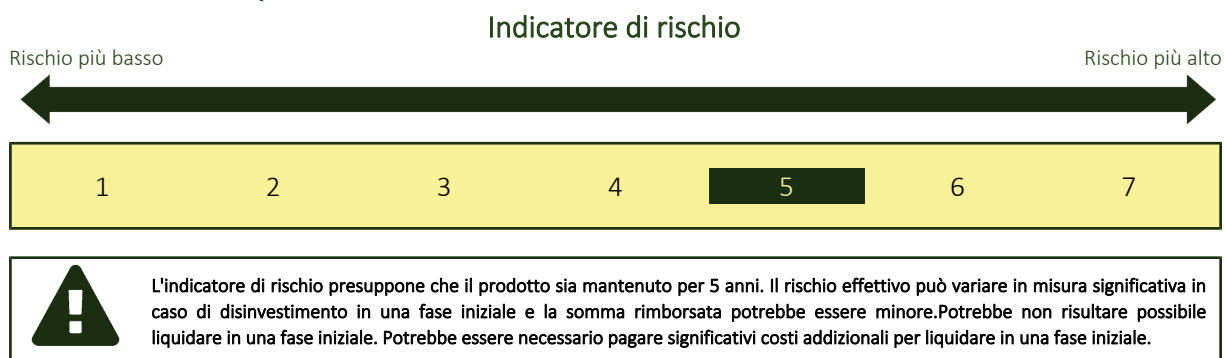 Indicatore di rischio
Rischio più basso
Rischio più alto
1 2 3 4 5 6 7
L'indicatore di rischio presuppone che il prodotto sia mantenuto per 5 anni. Il rischio effettivo può variare in misura significativa in
caso di disinvestimento in una fase iniziale e la somma rimborsata potrebbe essere minore.Potrebbe non risultare possibile
liquidare in una fase iniziale. Potrebbe essere necessario pagare significativi costi addizionali per liquidare in una fase iniziale.